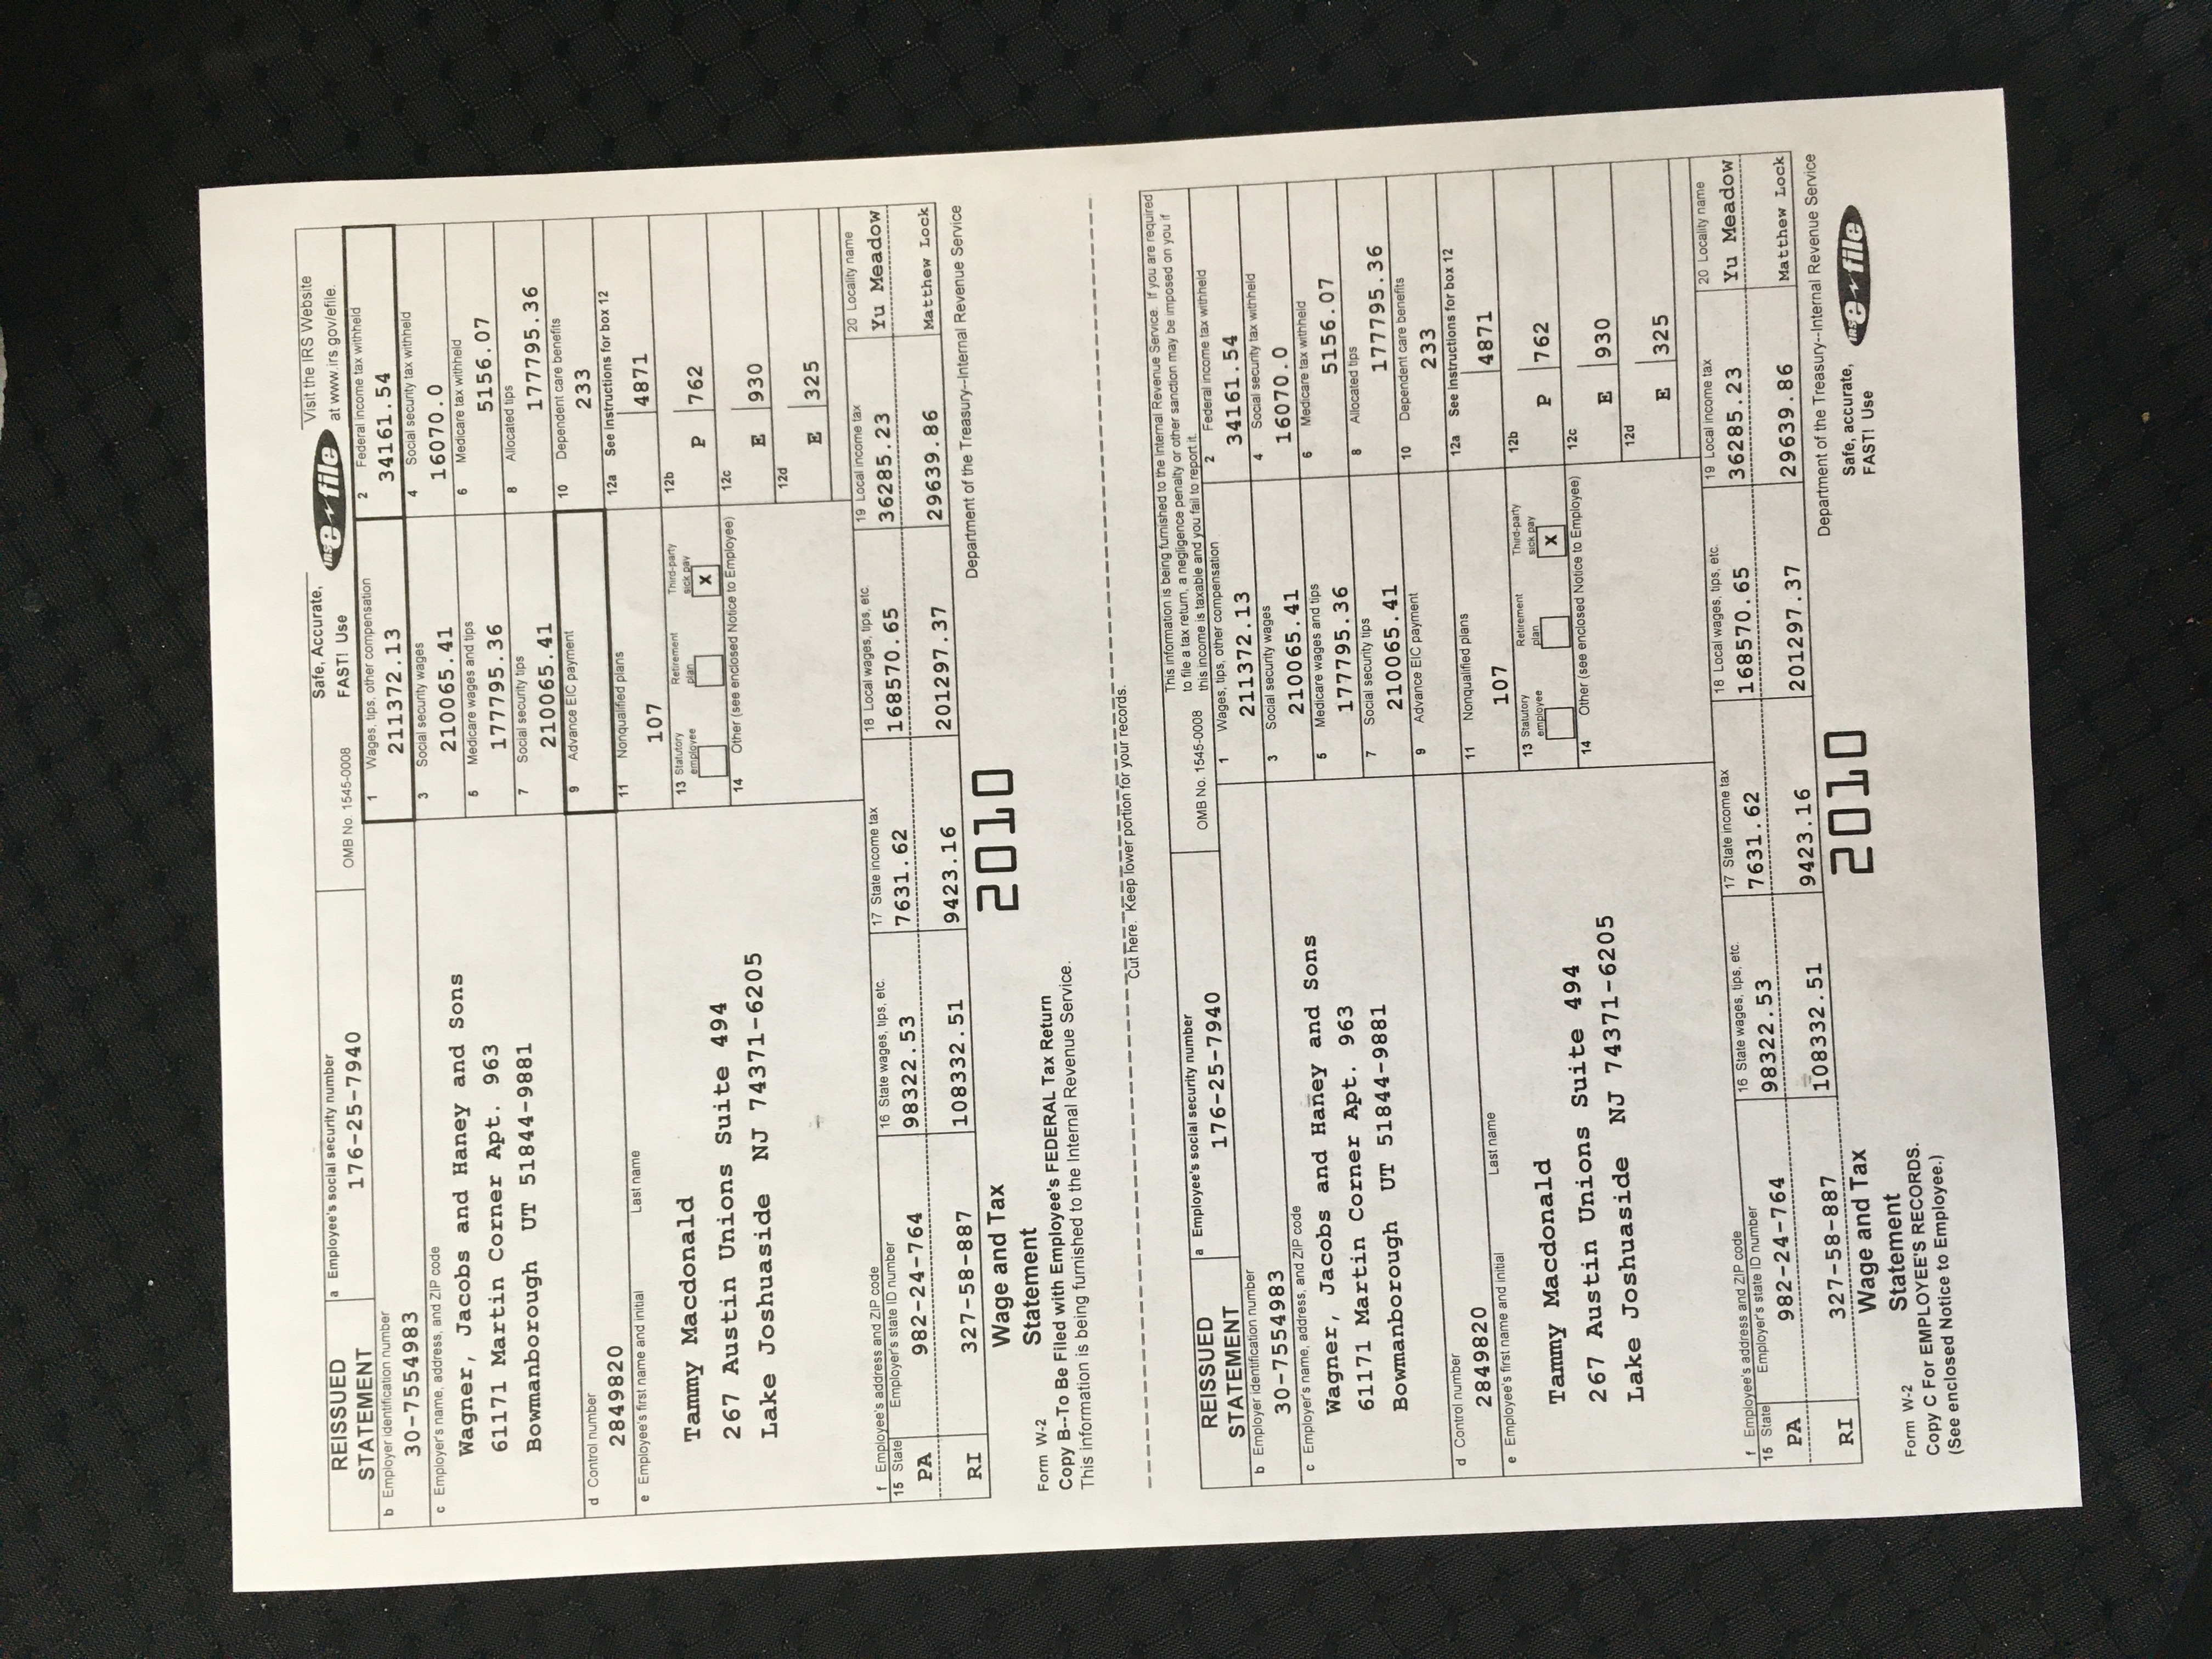 REISSUED STATEMENT
a Employee's social security number
176-25-7940
OMB No. 1545-0008
Safe, Accurate, FAST! Use
IRS e~file
Visit the IRS Website at www.irs.gov/efile.
b Employer identification number
30-7554983
1 Wages, tips, other compensation
211372.13
2 Federal income tax withheld
34161.54
c Employer's name, address, and ZIP code
Wagner, Jacobs and Haney and Sons
61171 Martin Corner Apt. 963
Bowmanborough UT 51844-9881
3 Social security wages
210065.41
4 Social security tax withheld
16070.0
5 Medicare wages and tips
177795.36
6 Medicare tax withheld
5156.07
7 Social security tips
210065.41
8 Allocated tips
177795.36
d Control number
2849820
9 Advance EIC payment
10 Dependent care benefits
233
e Employee's first name and initial Last name
Tammy Macdonald
267 Austin Unions Suite 494
Lake Joshuaside NJ 74371-6205
11 Nonqualified plans
107
12a See instructions for box 12
4871
13 Statutory employee Retirement plan Third-party sick pay
X
12b
P 762
14 Other (see enclosed Notice to Employee)
12c
E 930
12d
E 325
f Employee's address and ZIP code
15 State Employer's state ID number 16 State wages, tips, etc. 17 State income tax 18 Local wages, tips, etc. 19 Local income tax 20 Locality name
PA 982-24-764 98322.53 7631.62 168570.65 36285.23 Yu Meadow
RI 327-58-887 108332.51 9423.16 201297.37 29639.86 Matthew Lock
Form W-2 Wage and Tax Statement
2010
Department of the Treasury--Internal Revenue Service
Copy B--To Be Filed with Employee's FEDERAL Tax Return
This information is being furnished to the Internal Revenue Service.
Cut here. Keep lower portion for your records.
REISSUED STATEMENT
a Employee's social security number
176-25-7940
OMB No. 1545-0008
This information is being furnished to the Internal Revenue Service. If you are required
to file a tax return, a negligence penalty or other sanction may be imposed on you if
this income is taxable and you fail to report it.
b Employer identification number
30-7554983
1 Wages, tips, other compensation
211372.13
2 Federal income tax withheld
34161.54
c Employer's name, address, and ZIP code
Wagner, Jacobs and Haney and Sons
61171 Martin Corner Apt. 963
Bowmanborough UT 51844-9881
3 Social security wages
210065.41
4 Social security tax withheld
16070.0
5 Medicare wages and tips
177795.36
6 Medicare tax withheld
5156.07
7 Social security tips
210065.41
8 Allocated tips
177795.36
d Control number
2849820
9 Advance EIC payment
10 Dependent care benefits
233
e Employee's first name and initial Last name
Tammy Macdonald
267 Austin Unions Suite 494
Lake Joshuaside NJ 74371-6205
11 Nonqualified plans
107
12a See instructions for box 12
4871
13 Statutory employee Retirement plan Third-party sick pay
X
12b
P 762
14 Other (see enclosed Notice to Employee)
12c
E 930
12d
E 325
f Employee's address and ZIP code
15 State Employer's state ID number 16 State wages, tips, etc. 17 State income tax 18 Local wages, tips, etc. 19 Local income tax 20 Locality name
PA 982-24-764 98322.53 7631.62 168570.65 36285.23 Yu Meadow
RI 327-58-887 108332.51 9423.16 201297.37 29639.86 Matthew Lock
Form W-2 Wage and Tax Statement
2010
Department of the Treasury--Internal Revenue Service
Safe, accurate, FAST! Use
IRS e~file
Copy C For EMPLOYEE'S RECORDS.
(See enclosed Notice to Employee.)